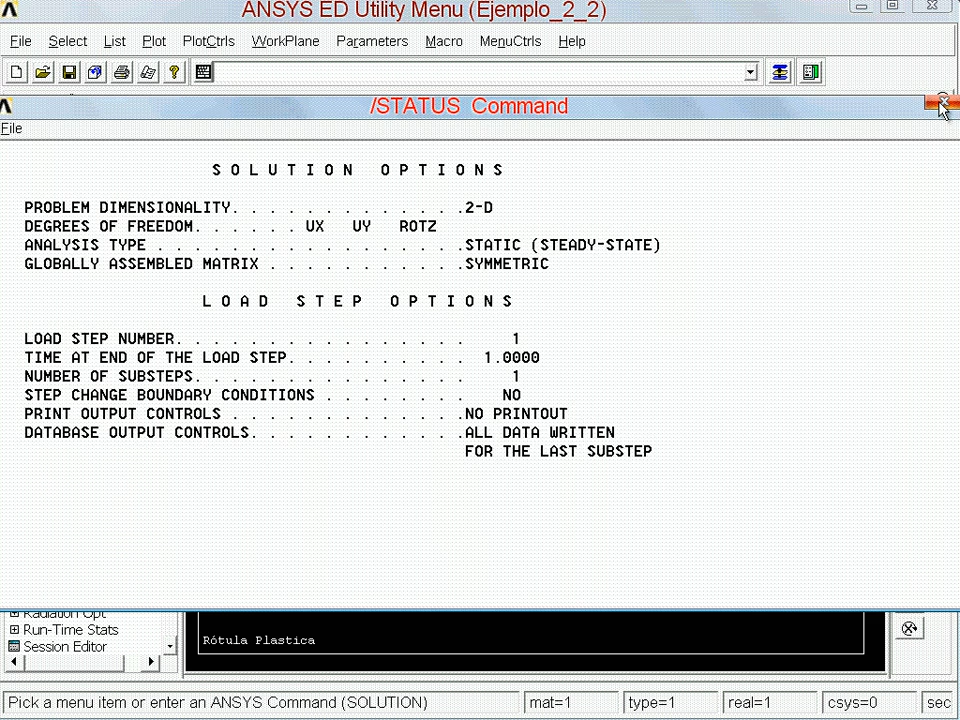 ANSYS ED Utility Menu (Ejemplo_2_2)
File Select List Plot PlotCtrls WorkPlane Parameters Macro MenuCtrls Help
/STATUS Command
File
S O L U T I O N   O P T I O N S
PROBLEM DIMENSIONALITY. . . . . . . . . . . . .2-D
DEGREES OF FREEDOM. . . . . . UX   UY   ROTZ
ANALYSIS TYPE . . . . . . . . . . . . . . . . .STATIC (STEADY-STATE)
GLOBALLY ASSEMBLED MATRIX . . . . . . . . . . .SYMMETRIC
L O A D   S T E P   O P T I O N S
LOAD STEP NUMBER. . . . . . . . . . . . . . . .     1
TIME AT END OF THE LOAD STEP. . . . . . . . . .  1.0000
NUMBER OF SUBSTEPS. . . . . . . . . . . . . . .     1
STEP CHANGE BOUNDARY CONDITIONS . . . . . . . .    NO
PRINT OUTPUT CONTROLS . . . . . . . . . . . . .NO PRINTOUT
DATABASE OUTPUT CONTROLS. . . . . . . . . . . .ALL DATA WRITTEN
FOR THE LAST SUBSTEP
Radiation Opt
Run-Time Stats
Rótula Plastica
Session Editor
Pick a menu item or enter an ANSYS Command (SOLUTION) mat=1 type=1 real=1 csys=0 sec